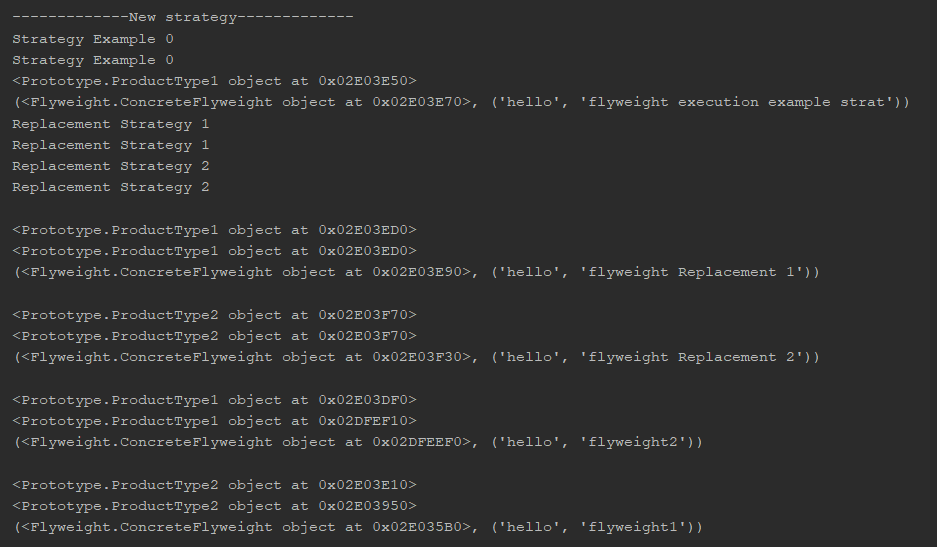 -------------New strategy-------------
Strategy Example 0
Strategy Example 0
<Prototype.ProductType1 object at 0x02E03E50>
(<Flyweight.ConcreteFlyweight object at 0x02E03E70>, ('hello', 'flyweight execution example strat'))
Replacement Strategy 1
Replacement Strategy 1
Replacement Strategy 2
Replacement Strategy 2
<Prototype.ProductType1 object at 0x02E03ED0>
<Prototype.ProductType1 object at 0x02E03ED0>
(<Flyweight.ConcreteFlyweight object at 0x02E03E90>, ('hello', 'flyweight Replacement 1'))
<Prototype.ProductType2 object at 0x02E03F70>
<Prototype.ProductType2 object at 0x02E03F70>
(<Flyweight.ConcreteFlyweight object at 0x02E03F30>, ('hello', 'flyweight Replacement 2'))
<Prototype.ProductType1 object at 0x02E03DF0>
<Prototype.ProductType1 object at 0x02DFEF10>
(<Flyweight.ConcreteFlyweight object at 0x02DFEEF0>, ('hello', 'flyweight2'))
<Prototype.ProductType2 object at 0x02E03E10>
<Prototype.ProductType2 object at 0x02E03950>
(<Flyweight.ConcreteFlyweight object at 0x02E035B0>, ('hello', 'flyweight1'))